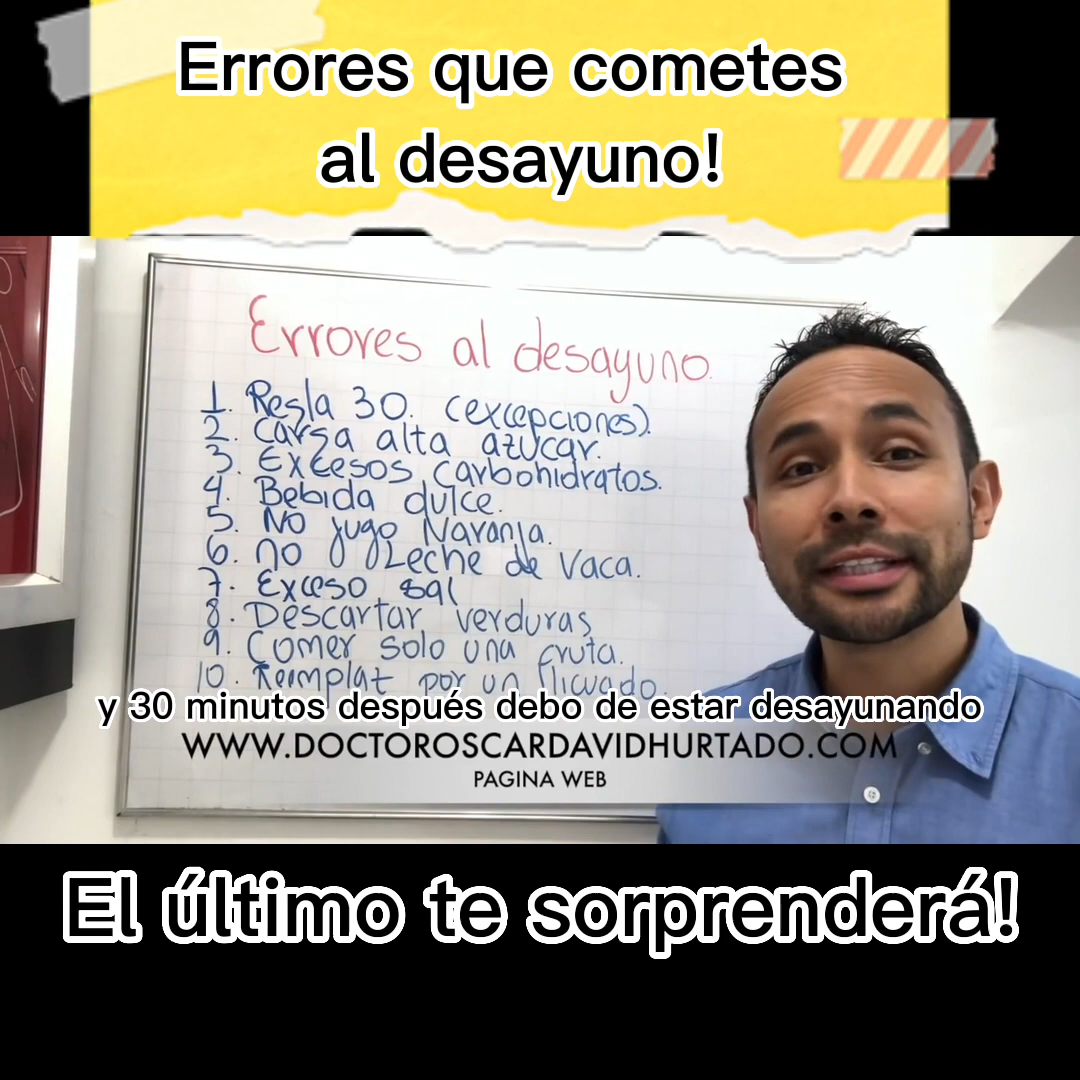 Errores que cometes
al desayuno!
Errores al desayuno.
1. Regla 30. (excepciones).
2. Carga alta azucar.
3. Excesos carbohidratos.
4. Bebida dulce.
5. No jugo Naranja.
6. no Leche de Vaca.
7. Exceso sal
8. Descartar verduras
9. Comer solo una fruta.
10. Reimplat por un licuado.
y 30 minutos después debo de estar desayunando
WWW.DOCTOROSCARDAVIDHURTADO.COM
PAGINA WEB
El último te sorprenderá!